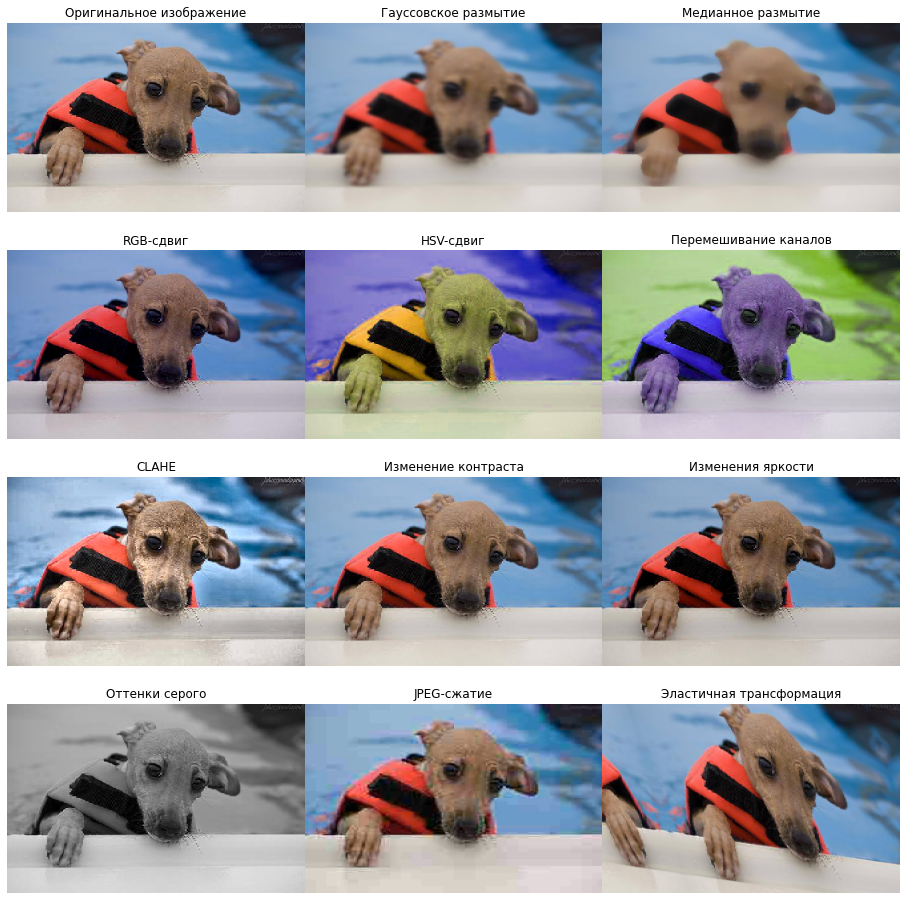 Оригинальное изображение
Гауссовское размытие
Медианное размытие
RGB-сдвиг
HSV-сдвиг
Перемешивание каналов
CLAHE
Изменение контраста
Изменения яркости
Оттенки серого
JPEG-сжатие
Эластичная трансформация